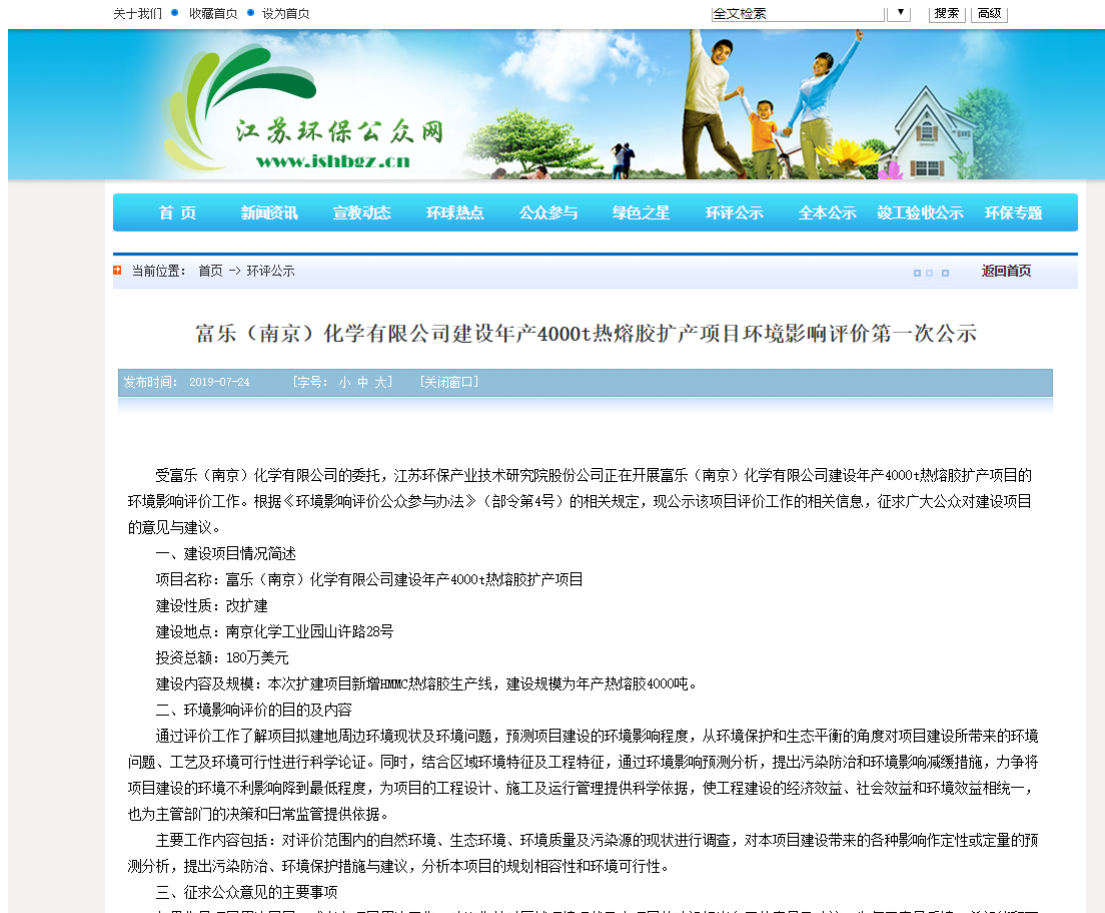 关于我们 收藏首页 设为首页 全文检索 搜索 高级
江苏环保公众网
www.jshbgz.cn
首 页 新闻资讯 宣教动态 环球热点 公众参与 绿色之星 环评公示 全本公示 竣工验收公示 环保专题
当前位置： 首页 -> 环评公示 返回首页
富乐（南京）化学有限公司建设年产4000t热熔胶扩产项目环境影响评价第一次公示
发布时间： 2019-07-24 [字号： 小 中 大] [关闭窗口]
受富乐（南京）化学有限公司的委托，江苏环保产业技术研究院股份公司正在开展富乐（南京）化学有限公司建设年产4000t热熔胶扩产项目的
环境影响评价工作。根据《环境影响评价公众参与办法》（部令第4号）的相关规定，现公示该项目评价工作的相关信息，征求广大公众对建设项目
的意见与建议。
一、建设项目情况简述
项目名称：富乐（南京）化学有限公司建设年产4000t热熔胶扩产项目
建设性质：改扩建
建设地点：南京化学工业园山许路28号
投资总额：180万美元
建设内容及规模：本次扩建项目新增HMMC热熔胶生产线，建设规模为年产热熔胶4000吨。
二、环境影响评价的目的及内容
通过评价工作了解项目拟建地周边环境现状及环境问题，预测项目建设的环境影响程度，从环境保护和生态平衡的角度对项目建设所带来的环境
问题、工艺及环境可行性进行科学论证。同时，结合区域环境特征及工程特征，通过环境影响预测分析，提出污染防治和环境影响减缓措施，力争将
项目建设的环境不利影响降到最低程度，为项目的工程设计、施工及运行管理提供科学依据，使工程建设的经济效益、社会效益和环境效益相统一，
也为主管部门的决策和日常监管提供依据。
主要工作内容包括：对评价范围内的自然环境、生态环境、环境质量及污染源的现状进行调查，对本项目建设带来的各种影响作定性或定量的预
测分析，提出污染防治、环境保护措施与建议，分析本项目的规划相容性和环境可行性。
三、征求公众意见的主要事项